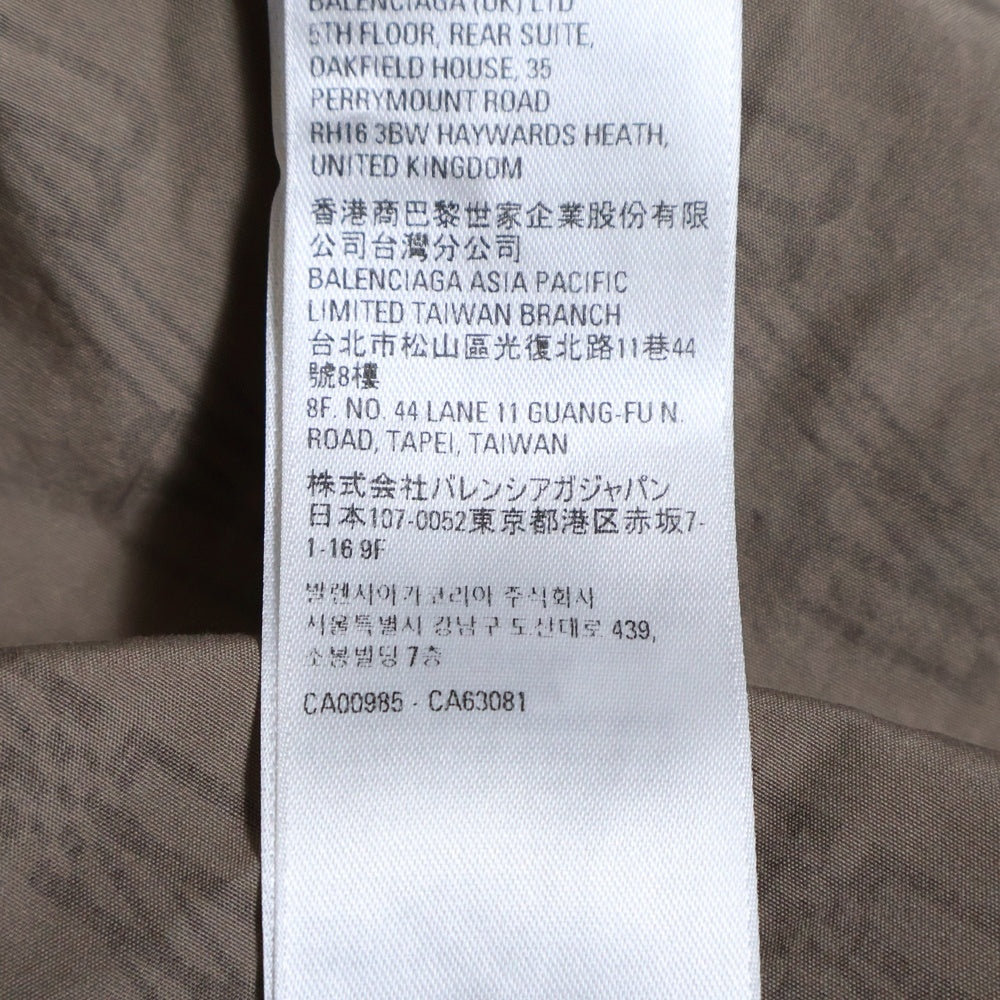 BALENCIAGA (UK) LTD
5TH FLOOR, REAR SUITE,
OAKFIELD HOUSE, 35
PERRYMOUNT ROAD
RH16 3BW HAYWARDS HEATH,
UNITED KINGDOM
香港商巴黎世家企業股份有限
公司台灣分公司
BALENCIAGA ASIA PACIFIC
LIMITED TAIWAN BRANCH
台北市松山區光復北路11巷44
號8樓
8F. NO. 44 LANE 11 GUANG-FU N.
ROAD, TAPEI, TAIWAN
株式会社バレンシアガジャパン
日本107-0052東京都港区赤坂7-
1-16 9F
발렌시아가코리아 주식회사
서울특별시 강남구 도산대로 439,
소봉빌딩 7층
CA00985 - CA63081